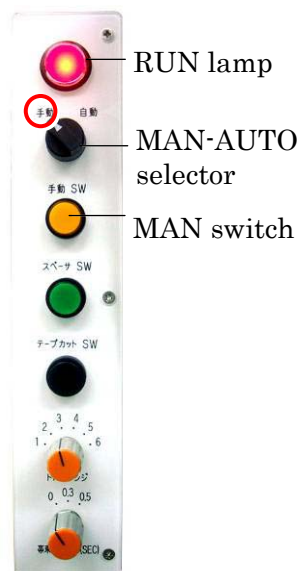 RUN lamp
手動 自動
MAN-AUTO
selector
手動 SW
MAN switch
スペーサ SW
テープカット SW
1 2 3 4 5 6
0 0.3 0.5
(SEC)